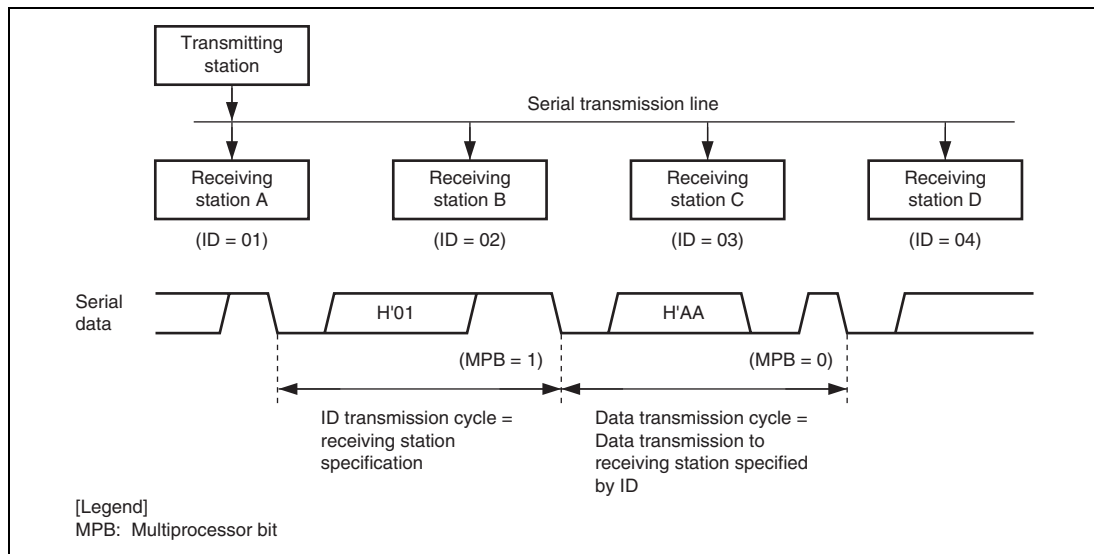 Transmitting
station
Serial transmission line
Receiving
station A
Receiving
station B
Receiving
station C
Receiving
station D
(ID = 01)
(ID = 02)
(ID = 03)
(ID = 04)
Serial
data
H'01
H'AA
(MPB = 1)
(MPB = 0)
ID transmission cycle =
receiving station
specification
Data transmission cycle =
Data transmission to
receiving station specified
by ID
[Legend]
MPB: Multiprocessor bit